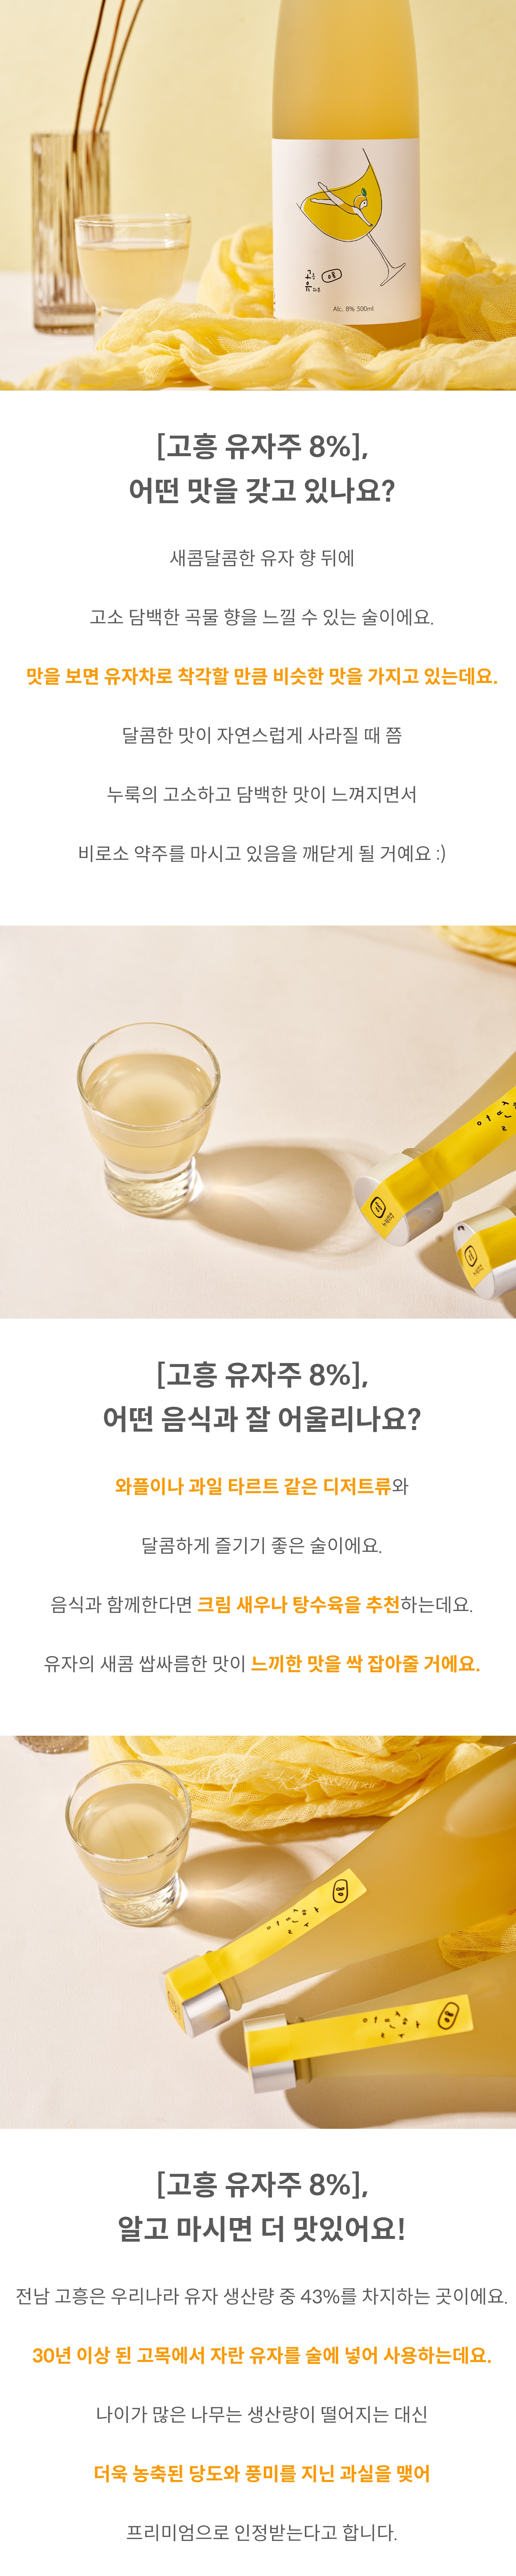 고흥
유자주
여름
Alc. 8% 500ml
[고흥 유자주 8%],
어떤 맛을 갖고 있나요?
새콤달콤한 유자 향 뒤에
고소 담백한 곡물 향을 느낄 수 있는 술이에요.
맛을 보면 유자차로 착각할 만큼 비슷한 맛을 가지고 있는데요.
달콤한 맛이 자연스럽게 사라질 때 쯤
누룩의 고소하고 담백한 맛이 느껴지면서
비로소 약주를 마시고 있음을 깨닫게 될 거예요 :)
[고흥 유자주 8%],
어떤 음식과 잘 어울리나요?
와플이나 과일 타르트 같은 디저트류와
달콤하게 즐기기 좋은 술이에요.
음식과 함께한다면 크림 새우나 탕수육을 추천하는데요.
유자의 새콤 쌉싸름한 맛이 느끼한 맛을 싹 잡아줄 거에요.
[고흥 유자주 8%],
알고 마시면 더 맛있어요!
전남 고흥은 우리나라 유자 생산량 중 43%를 차지하는 곳이에요.
30년 이상 된 고목에서 자란 유자를 술에 넣어 사용하는데요.
나이가 많은 나무는 생산량이 떨어지는 대신
더욱 농축된 당도와 풍미를 지닌 과실을 맺어
프리미엄으로 인정받는다고 합니다.